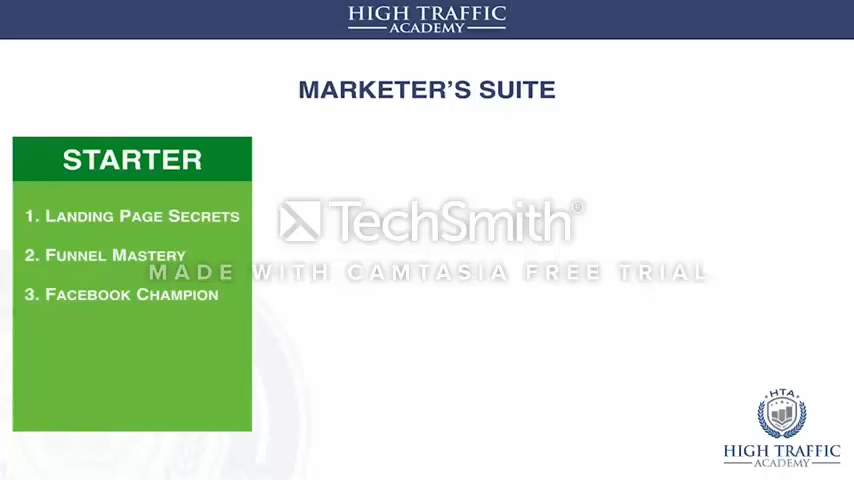 HIGH TRAFFIC
ACADEMY
MARKETER'S SUITE
STARTER
1. LANDING PAGE SECRETS
2. FUNNEL MASTERY
3. FACEBOOK CHAMPION
TechSmith®
MADE WITH CAMTASIA FREE TRIAL
HTA
HIGH TRAFFIC
ACADEMY